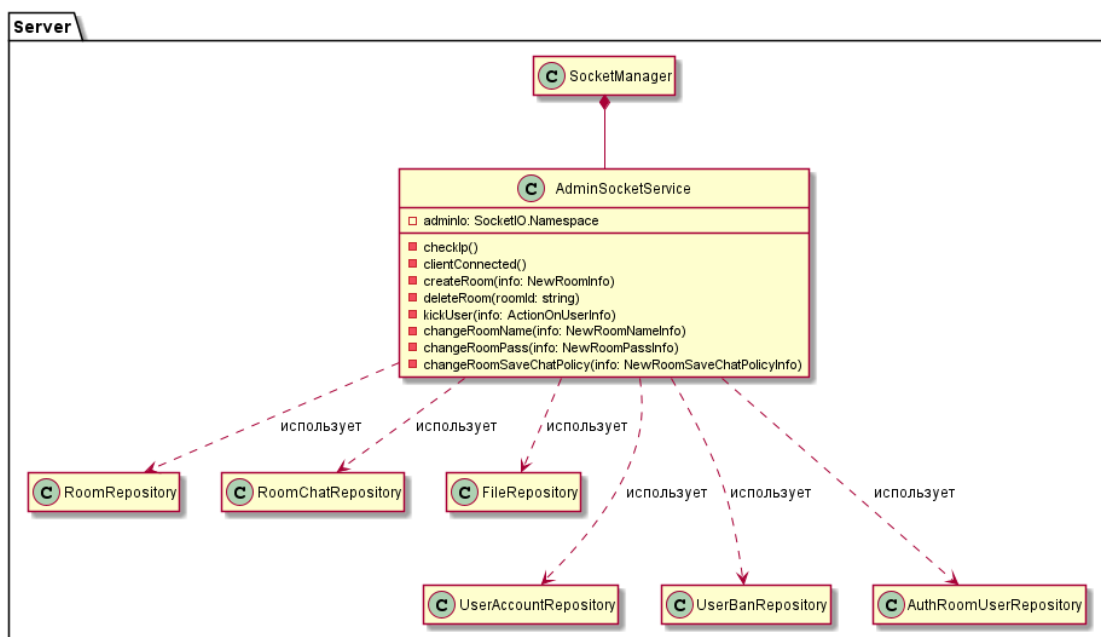 Server
C SocketManager
C AdminSocketService
adminIo: SocketIO.Namespace
checkIp()
clientConnected()
createRoom(info: NewRoomInfo)
deleteRoom(roomId: string)
kickUser(info: ActionOnUserInfo)
changeRoomName(info: NewRoomNameInfo)
changeRoomPass(info: NewRoomPassInfo)
changeRoomSaveChatPolicy(info: NewRoomSaveChatPolicyInfo)
использует
использует
использует
C RoomRepository
C RoomChatRepository
C FileRepository
использует
использует
использует
C UserAccountRepository
C UserBanRepository
C AuthRoomUserRepository